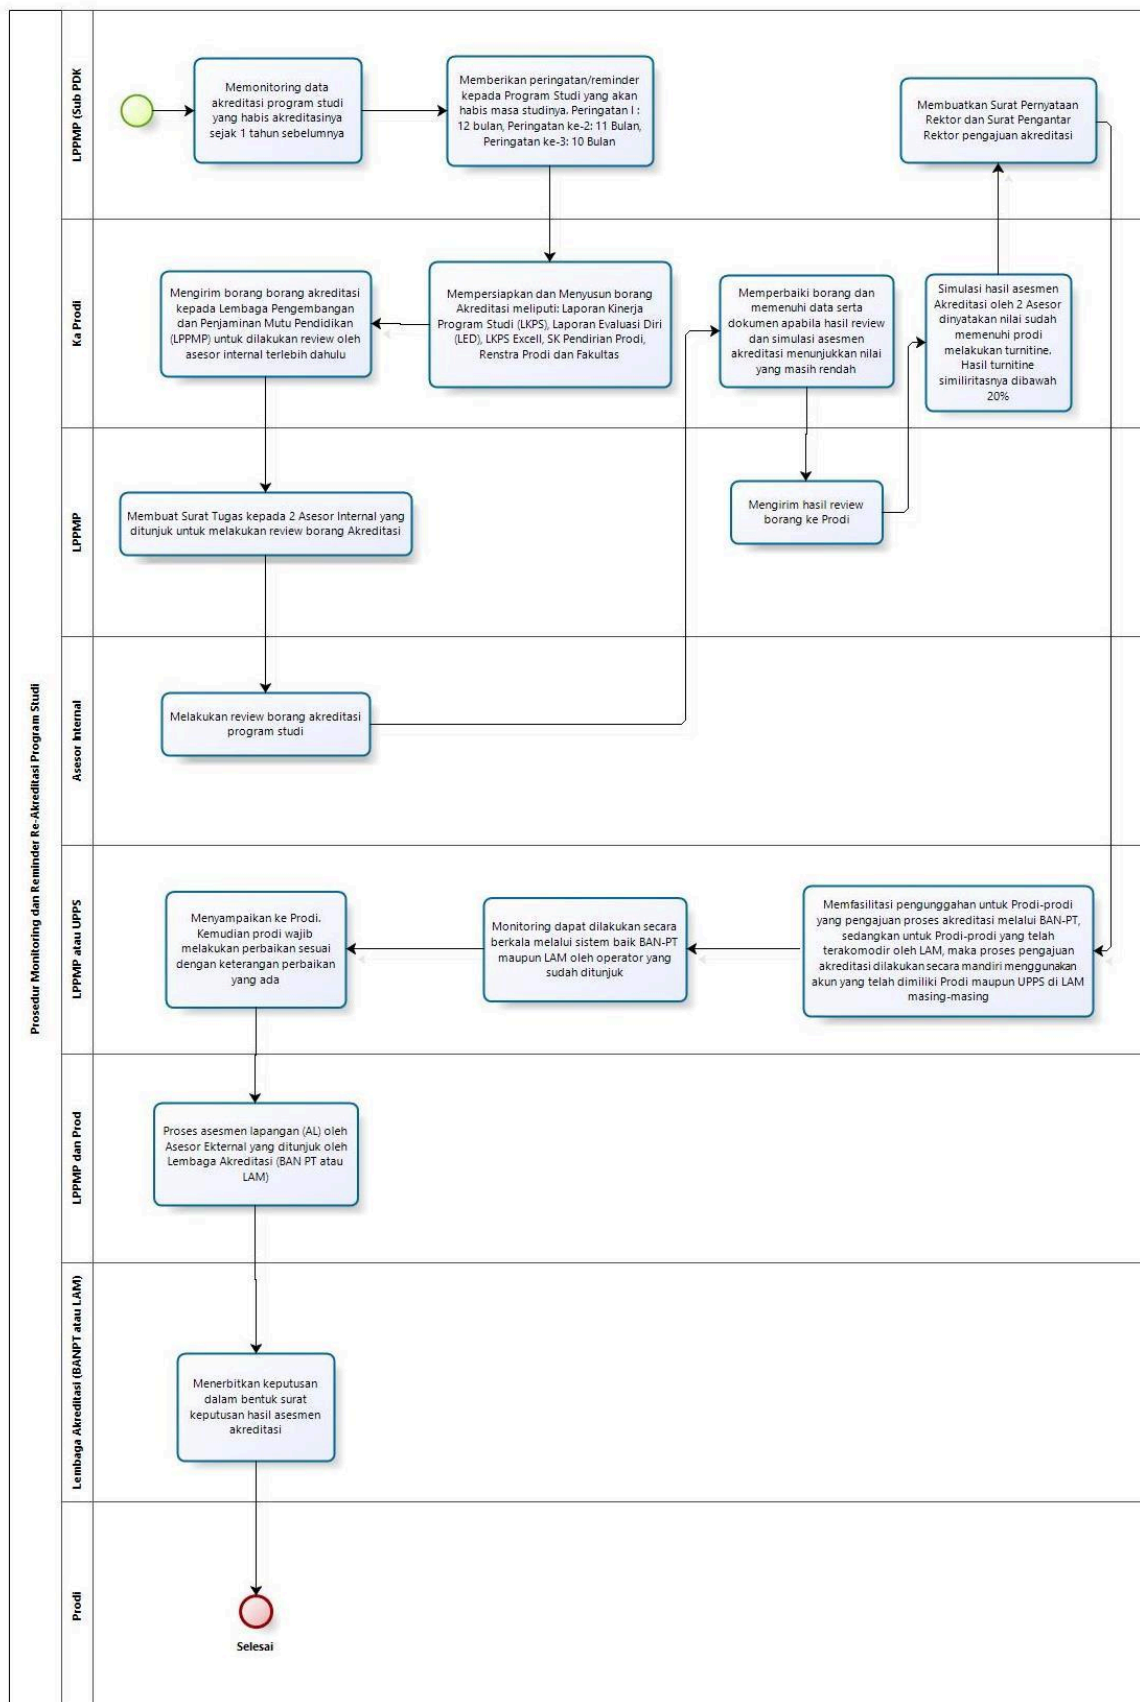 Prosedur Monitoring dan Reminder Re-Akreditasi Program Studi
LPPMP (Sub PDK
Memonitoring data
akreditasi program studi
yang habis akreditasinya
sejak 1 tahun sebelumnya
Memberikan peringatan/reminder
kepada Program Studi yang akan
habis masa studinya. Peringatan I :
12 bulan, Peringatan ke-2: 11 Bulan,
Peringatan ke-3: 10 Bulan
Membuatkan Surat Pernyataan
Rektor dan Surat Pengantar
Rektor pengajuan akreditasi
Ka Prodi
Mengirim borang borang akreditasi
kepada Lembaga Pengembangan
dan Penjaminan Mutu Pendidikan
(LPPMP) untuk dilakukan review oleh
asesor internal terlebih dahulu
Mempersiapkan dan Menyusun borang
Akreditasi meliputi: Laporan Kinerja
Program Studi (LKPS), Laporan Evaluasi Diri
(LED), LKPS Excell, SK Pendirian Prodi,
Renstra Prodi dan Fakultas
Memperbaiki borang dan
memenuhi data serta
dokumen apabila hasil review
dan simulasi asesmen
akreditasi menunjukkan nilai
yang masih rendah
Simulasi hasil asesmen
Akreditasi oleh 2 Asesor
dinyatakan nilai sudah
memenuhi prodi
melakukan turnitine.
Hasil turnitine
similiritasnya dibawah
20%
LPPMP
Membuat Surat Tugas kepada 2 Asesor Internal yang
ditunjuk untuk melakukan review borang Akreditasi
Mengirim hasil review
borang ke Prodi
Asesor Internal
Melakukan review borang akreditasi
program studi
LPPMP atau UPPS
Menyampaikan ke Prodi.
Kemudian prodi wajib
melakukan perbaikan sesuai
dengan keterangan perbaikan
yang ada
Monitoring dapat dilakukan secara
berkala melalui sistem baik BAN-PT
maupun LAM oleh operator yang
sudah ditunjuk
Memfasilitasi pengunggahan untuk Prodi-prodi
yang pengajuan proses akreditasi melalui BAN-PT,
sedangkan untuk Prodi-prodi yang telah
terakomodir oleh LAM, maka proses pengajuan
akreditasi dilakukan secara mandiri menggunakan
akun yang telah dimiliki Prodi maupun UPPS di LAM
masing-masing
LPPMP dan Prod
Proses asesmen lapangan (AL) oleh
Asesor Ekternal yang ditunjuk oleh
Lembaga Akreditasi (BAN PT atau
LAM)
Lembaga Akreditasi (BANPT atau LAM)
Menerbitkan keputusan
dalam bentuk surat
keputusan hasil asesmen
akreditasi
Prodi
Selesai